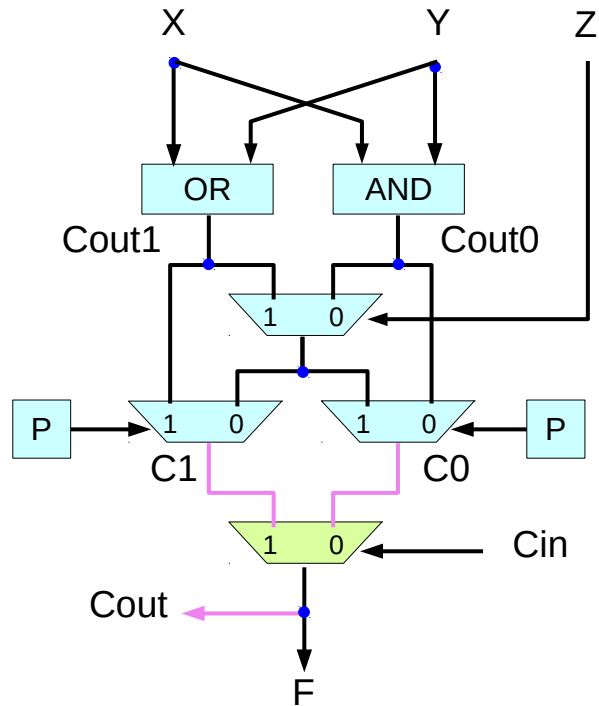 X Y Z
OR AND
Cout1 Cout0
1 0
1 0 1 0
P P
C1 C0
1 0
Cin
Cout
F